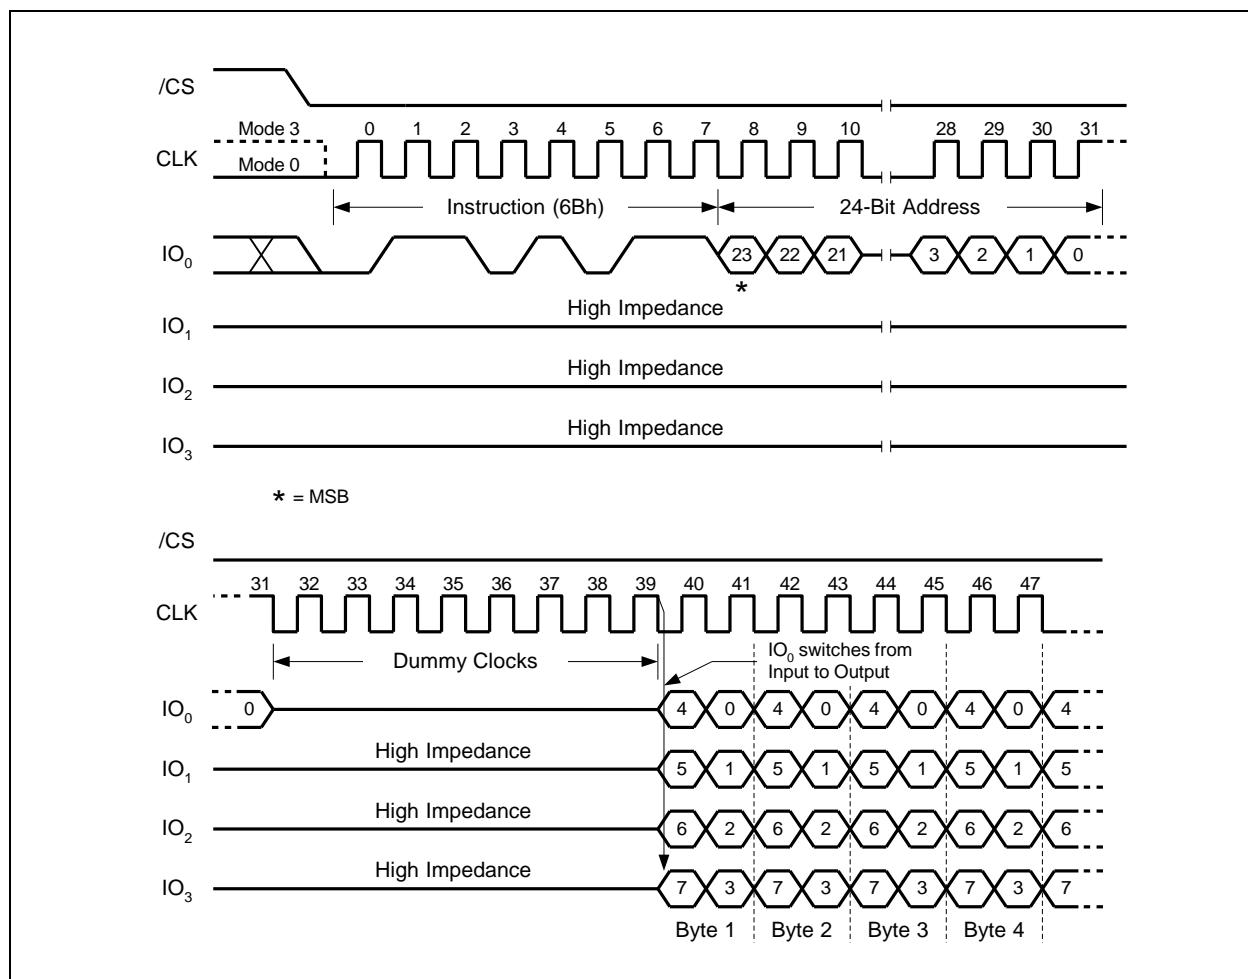 /CS
Mode 3 0 1 2 3 4 5 6 7 8 9 10 28 29 30 31
CLK
Mode 0
Instruction (6Bh) 24-Bit Address
IO0 23 22 21 3 2 1 0
*
High Impedance
IO1
High Impedance
IO2
High Impedance
IO3
* = MSB
/CS
31 32 33 34 35 36 37 38 39 40 41 42 43 44 45 46 47
CLK
Dummy Clocks
IO0 switches from
Input to Output
IO0 0 4 0 4 0 4 0 4 0 4
High Impedance
IO1 5 1 5 1 5 1 5 1 5
High Impedance
IO2 6 2 6 2 6 2 6 2 6
High Impedance
IO3 7 3 7 3 7 3 7 3 7
Byte 1 Byte 2 Byte 3 Byte 4